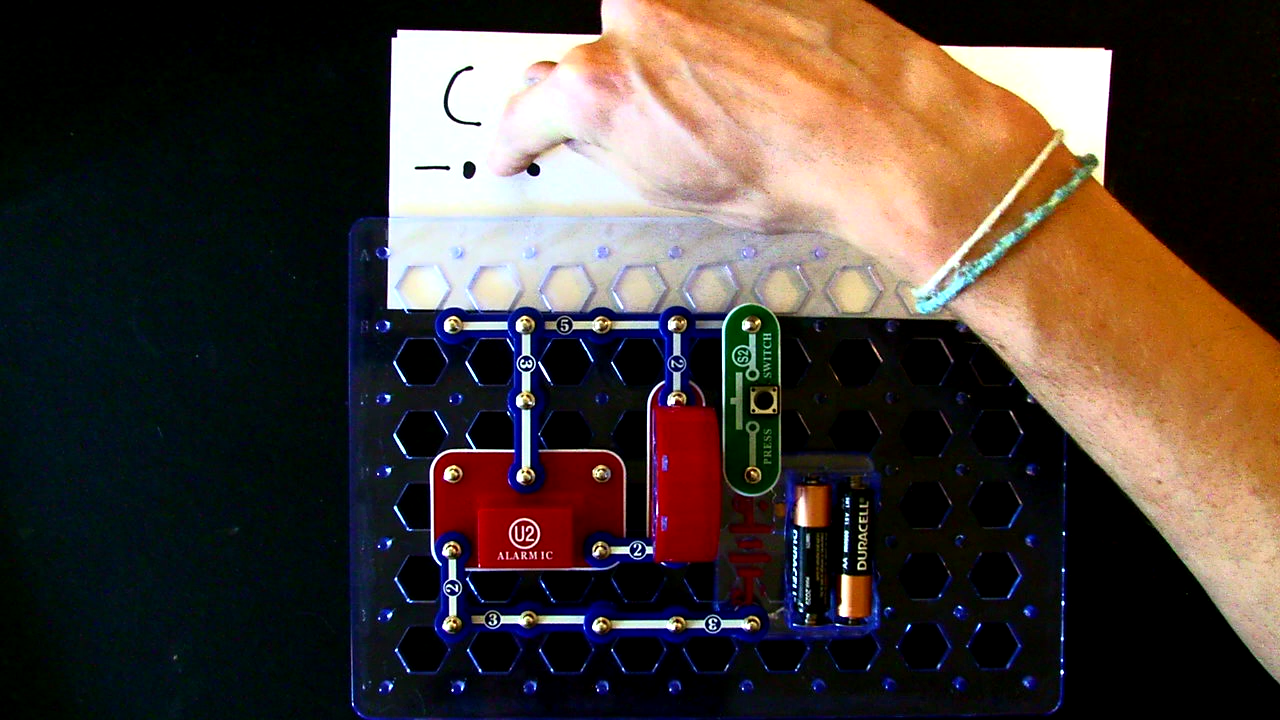 C
– • •
5
3
2
S2
PRESS SWITCH
U2
ALARM IC
2
2
3
3
DURACELL
DURACELL